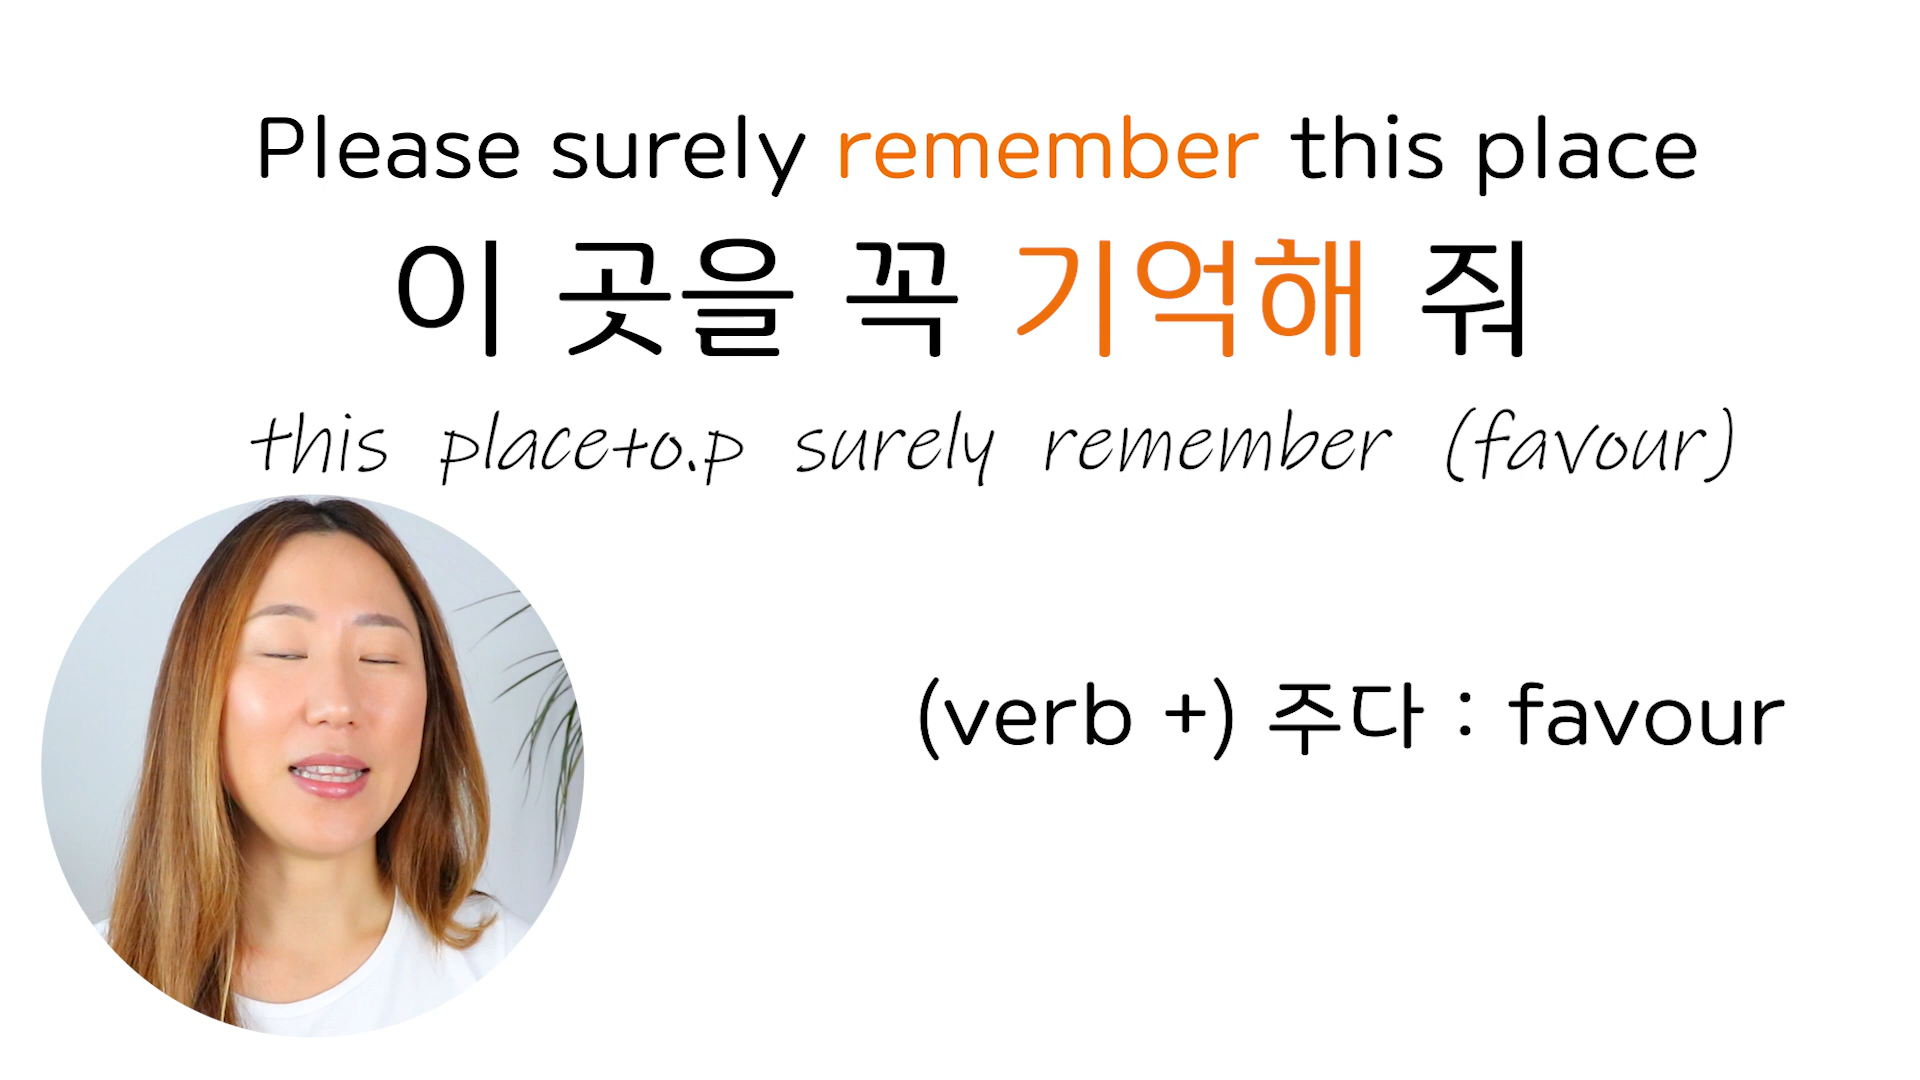 Please surely remember this place
이 곳을 꼭 기억해 줘
this placeto.p surely remember (favour)
(verb +) 주다 : favour